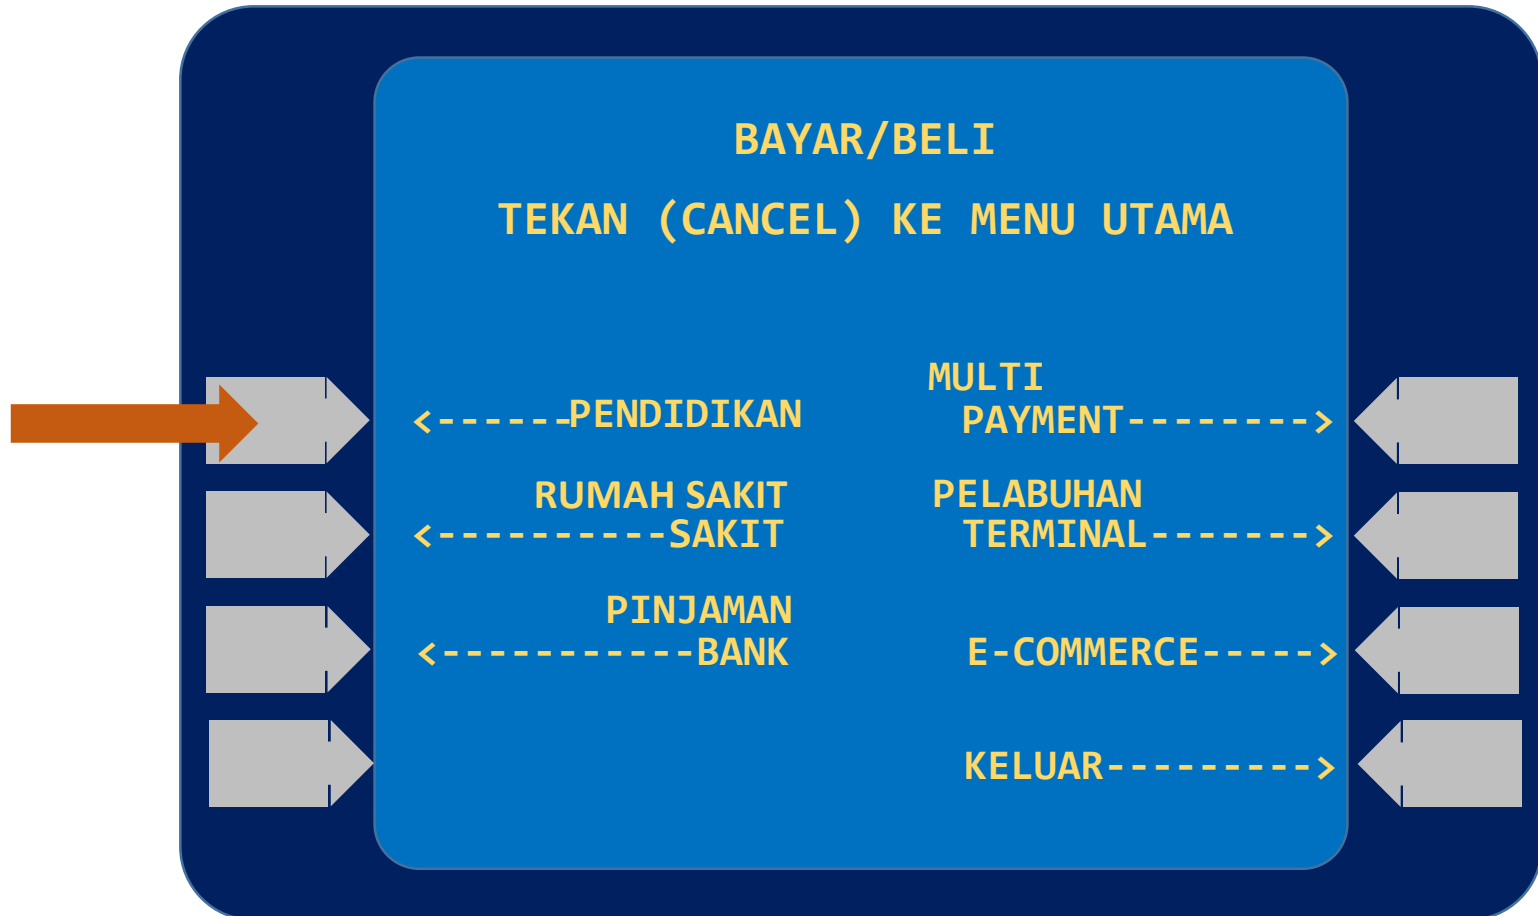 BAYAR/BELI
TEKAN (CANCEL) KE MENU UTAMA
<------PENDIDIKAN
RUMAH SAKIT
<----------SAKIT
PINJAMAN
<-----------BANK
MULTI
PAYMENT-------->
PELABUHAN
TERMINAL------->
E-COMMERCE----->
KELUAR--------->